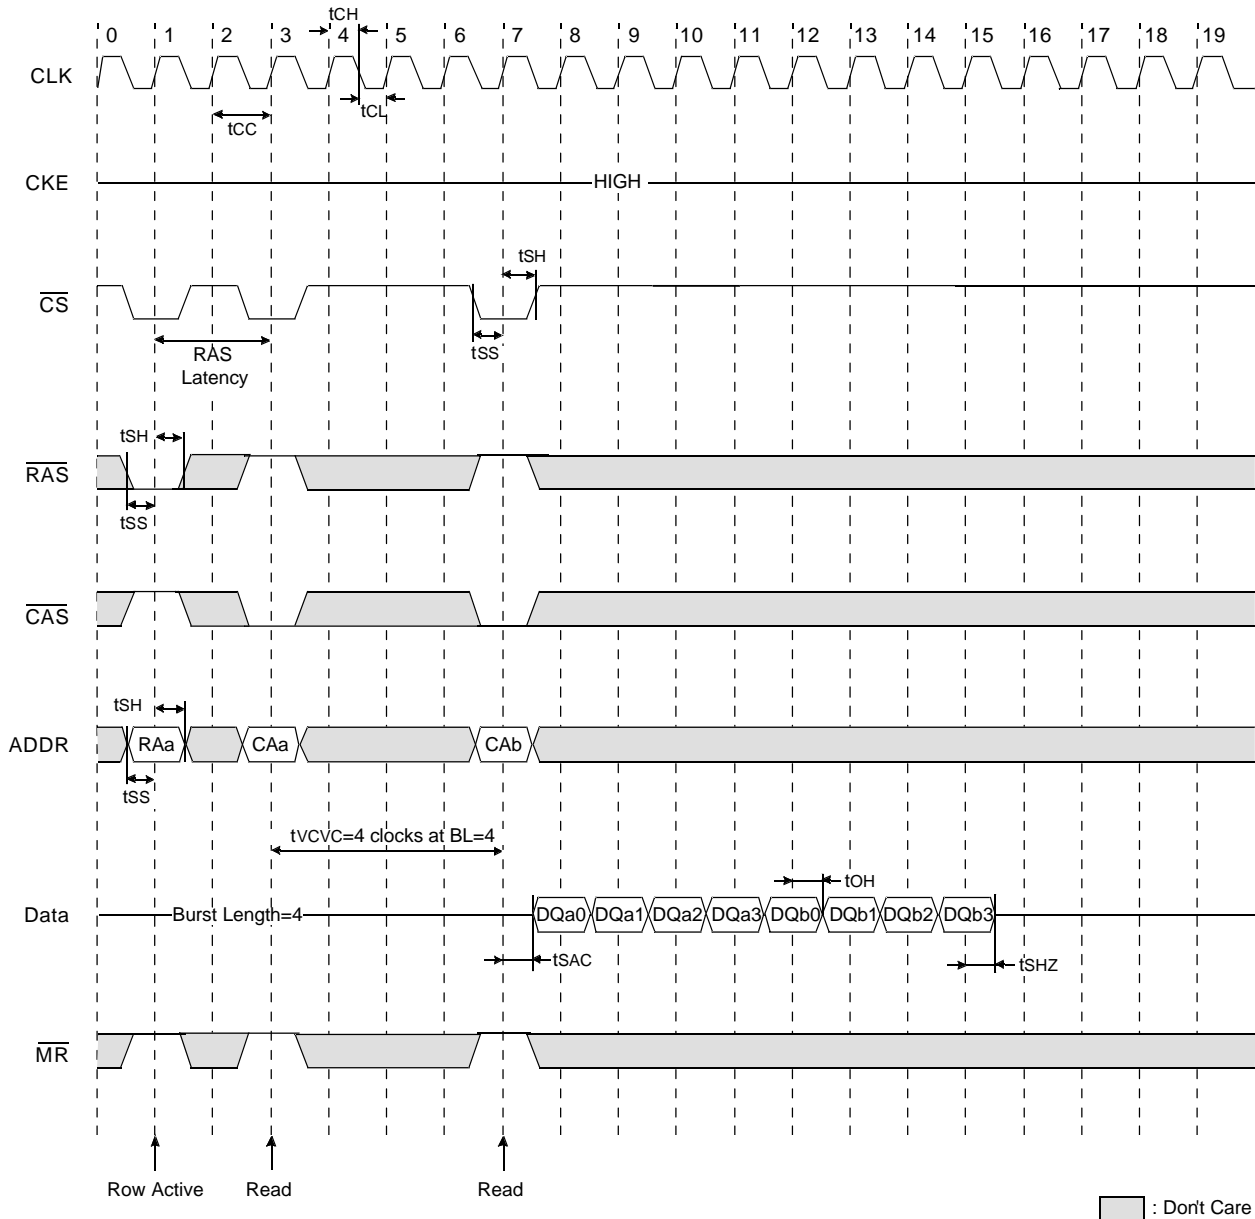 tCH
0 1 2 3 4 5 6 7 8 9 10 11 12 13 14 15 16 17 18 19
CLK
tCL
tCC
CKE
HIGH
tSH
CS
tSS
RAS
Latency
tSH
RAS
tSS
CAS
tSH
ADDR RAa CAa CAb
tSS
tVCVC=4 clocks at BL=4
tOH
Data Burst Length=4 DQa0 DQa1 DQa2 DQa3 DQb0 DQb1 DQb2 DQb3
tSAC tSHZ
MR
Row Active Read Read
: Don't Care